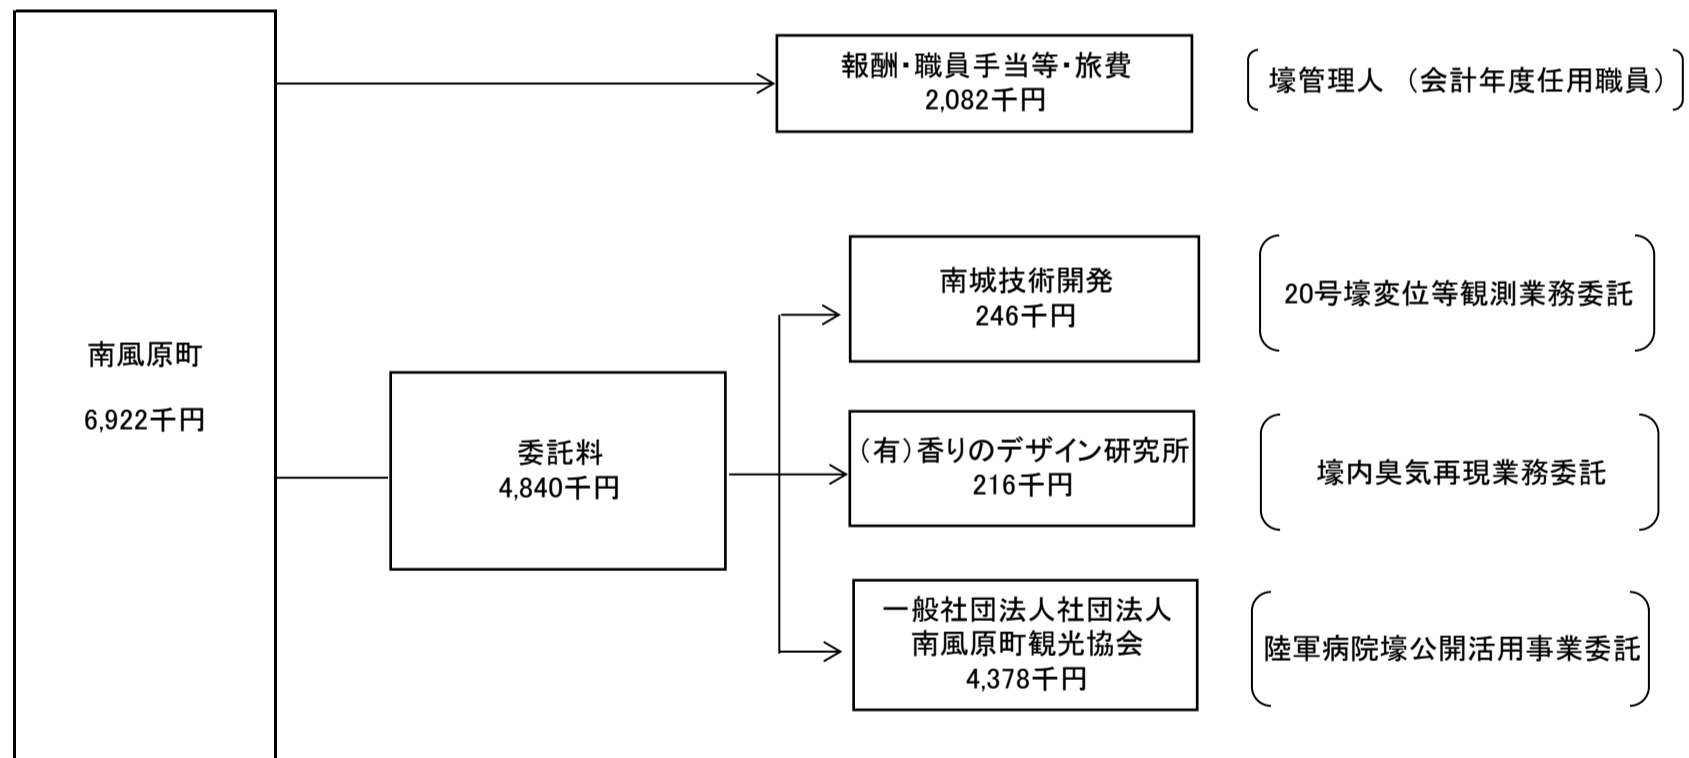 南風原町
6,922千円
報酬・職員手当等・旅費
2,082千円
壕管理人 （会計年度任用職員）
委託料
4,840千円
南城技術開発
246千円
20号壕変位等観測業務委託
（有）香りのデザイン研究所
216千円
壕内臭気再現業務委託
一般社団法人社団法人
南風原町観光協会
4,378千円
陸軍病院壕公開活用事業委託